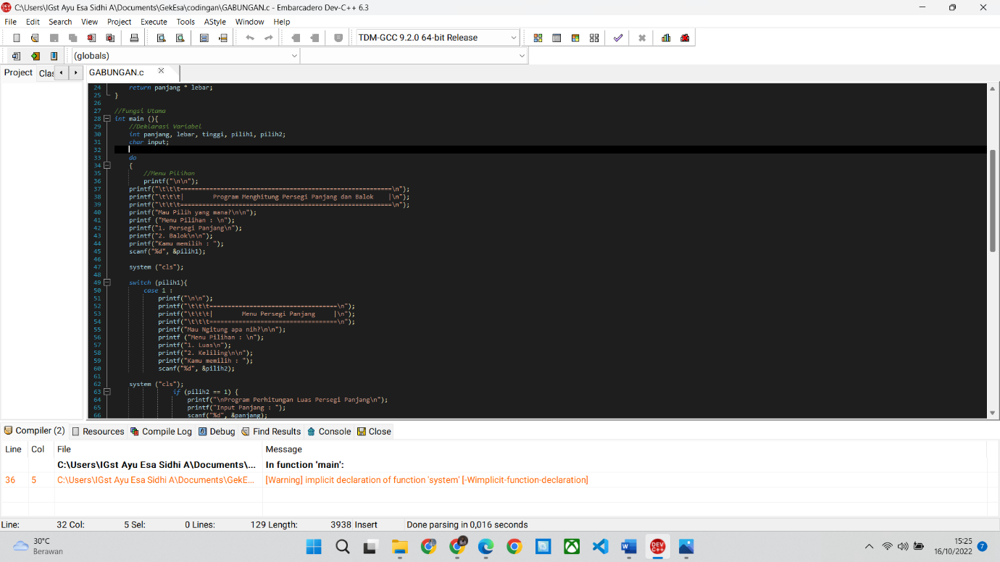 C:\Users\IGst Ayu Esa Sidhi A\Documents\GekEsa\codingan\GABUNGAN.c - Embarcadero Dev-C++ 6.3
File Edit Search View Project Execute Tools AStyle Window Help
TDM-GCC 9.2.0 64-bit Release
(globals)
Project Clas GABUNGAN.c
24 return panjang * lebar;
25 }
26
27 //Fungsi Utama
28 int main (){
29 //Deklarasi Variabel
30 int panjang, lebar, tinggi, pilih1, pilih2;
31 char input;
32
33 do
34 {
35 //Menu Pilihan
36 printf("\n\n");
37 printf("\t\t\t==========================================================\n");
38 printf("\t\t\t|        Program Menghitung Persegi Panjang dan Balok    |\n");
39 printf("\t\t\t==========================================================\n");
40 printf("Mau Pilih yang mana?\n\n");
41 printf ("Menu Pilihan : \n");
42 printf("1. Persegi Panjang\n");
43 printf("2. Balok\n\n");
44 printf("Kamu memilih : ");
45 scanf("%d", &pilih1);
46
47 system ("cls");
48
49 switch (pilih1){
50 case 1 :
51 printf("\n\n");
52 printf("\t\t\t===================================\n");
53 printf("\t\t\t|        Menu Persegi Panjang     |\n");
54 printf("\t\t\t===================================\n");
55 printf("Mau Ngitung apa nih?\n\n");
56 printf ("Menu Pilihan : \n");
57 printf("1. Luas\n");
58 printf("2. Keliling\n\n");
59 printf("Kamu memilih : ");
60 scanf("%d", &pilih2);
61
62 system ("cls");
63 if (pilih2 == 1) {
64 printf("\nProgram Perhitungan Luas Persegi Panjang\n");
65 printf("Input Panjang : ");
66 scanf("%d", &panjang);
Compiler (2) Resources Compile Log Debug Find Results Console Close
Line Col File Message
C:\Users\IGst Ayu Esa Sidhi A\Documents\... In function 'main':
36 5 C:\Users\IGst Ayu Esa Sidhi A\Documents\GekE... [Warning] implicit declaration of function 'system' [-Wimplicit-function-declaration]
Line: 32 Col: 5 Sel: 0 Lines: 129 Length: 3938 Insert Done parsing in 0,016 seconds
30°C
Berawan
15:25
16/10/2022
7